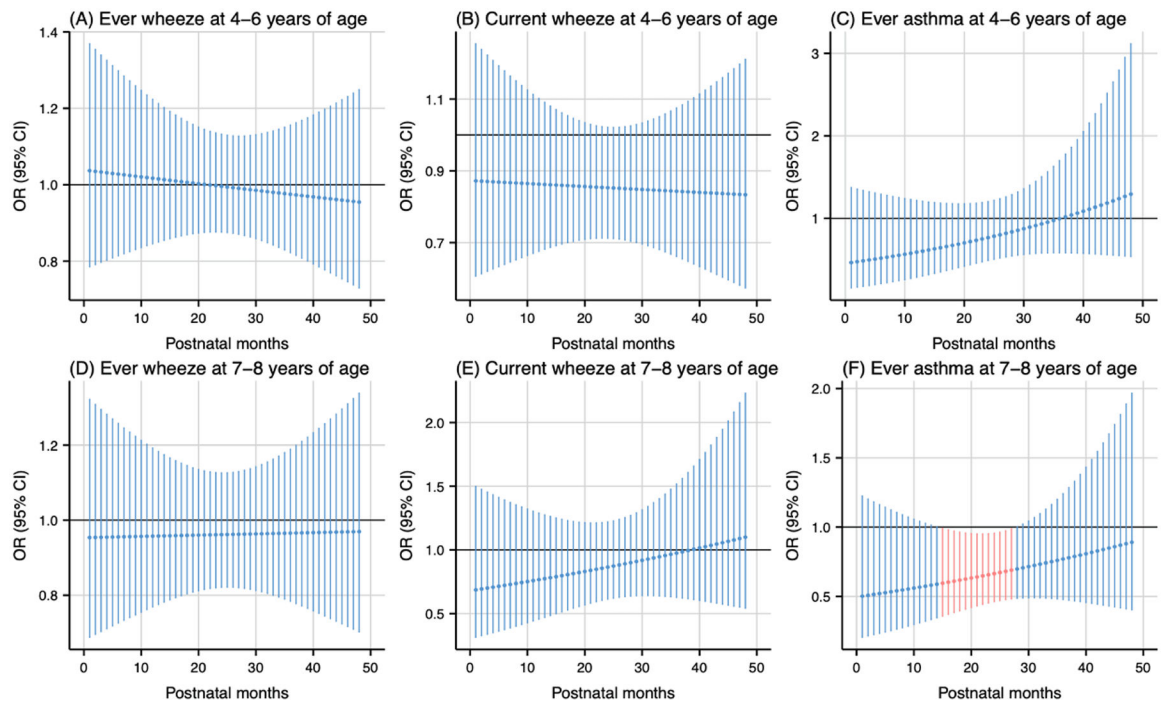 (A) Ever wheeze at 4–6 years of age
(B) Current wheeze at 4–6 years of age
(C) Ever asthma at 4–6 years of age
OR (95% CI)
1.4
1.2
1.0
0.8
0 10 20 30 40 50
Postnatal months
OR (95% CI)
1.1
0.9
0.7
0 10 20 30 40 50
Postnatal months
OR (95% CI)
3
2
1
0 10 20 30 40 50
Postnatal months
(D) Ever wheeze at 7–8 years of age
(E) Current wheeze at 7–8 years of age
(F) Ever asthma at 7–8 years of age
OR (95% CI)
1.2
1.0
0.8
0 10 20 30 40 50
Postnatal months
OR (95% CI)
2.0
1.5
1.0
0.5
0 10 20 30 40 50
Postnatal months
OR (95% CI)
2.0
1.5
1.0
0.5
0 10 20 30 40 50
Postnatal months